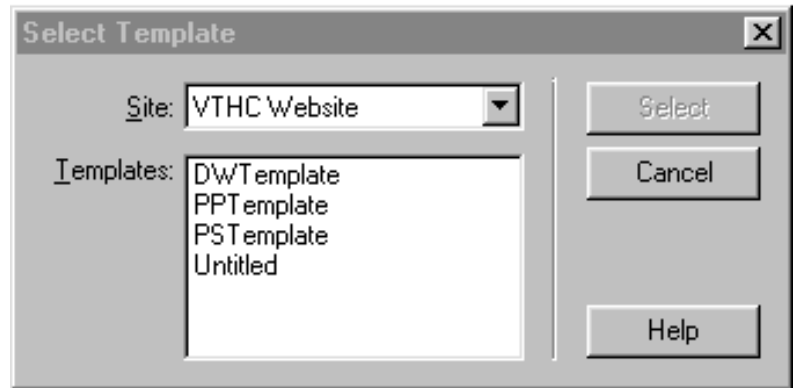 Select Template
Site: VTHC Website
Select
Templates: DWTemplate
Cancel
PPTemplate
PSTemplate
Untitled
Help